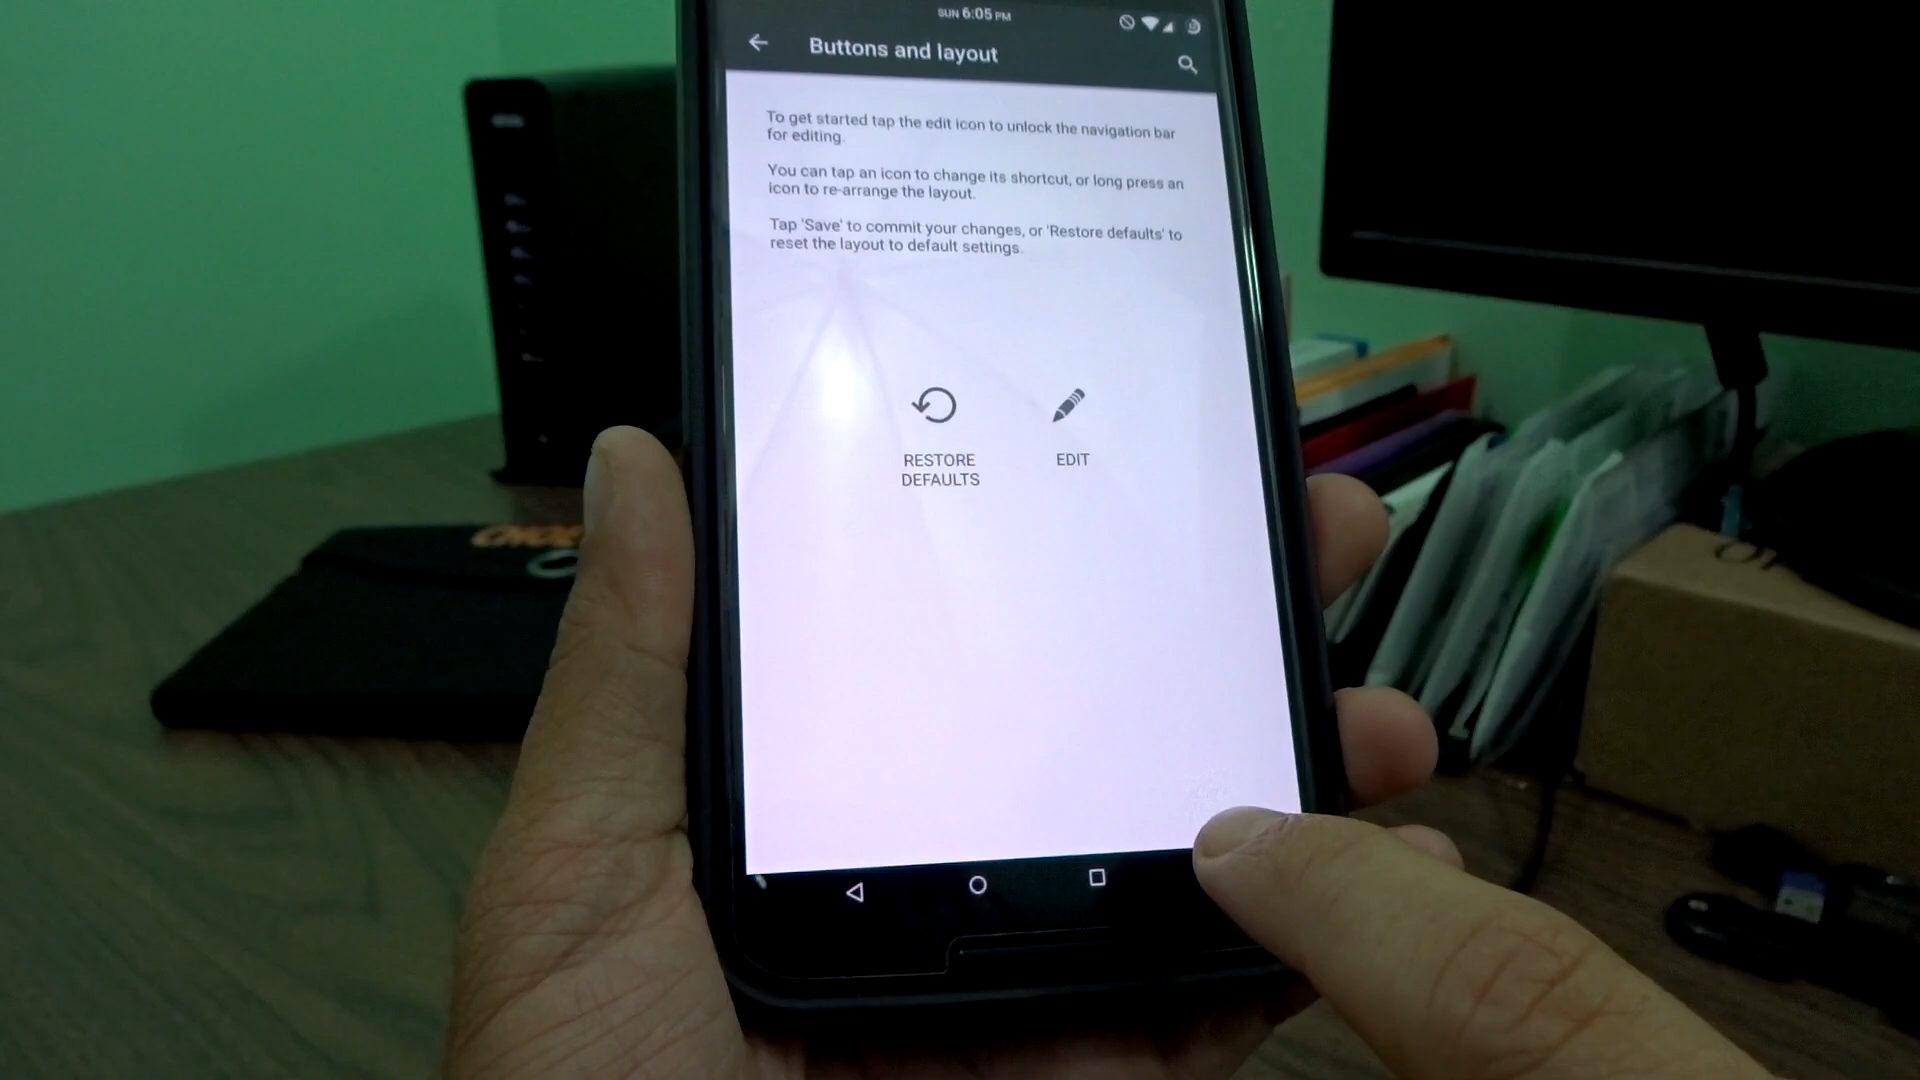 SUN 6:05 PM
Buttons and layout
To get started tap the edit icon to unlock the navigation bar
for editing.
You can tap an icon to change its shortcut, or long press an
icon to re-arrange the layout.
Tap 'Save' to commit your changes, or 'Restore defaults' to
reset the layout to default settings.
RESTORE
DEFAULTS
EDIT